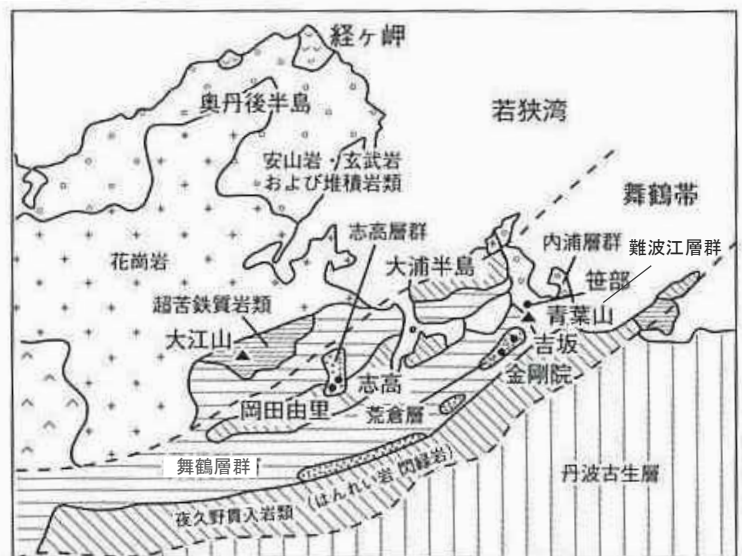 経ヶ岬
奥丹後半島
若狭湾
安山岩・玄武岩
および堆積岩類
舞鶴帯
志高層群
内浦層群
難波江層群
大浦半島
花崗岩
笹部
超苦鉄質岩類
青葉山
大江山
吉坂
金剛院
志高
岡田由里
荒倉層
舞鶴層群
丹波古生層
夜久野貫入岩類(はんれい岩 閃緑岩)